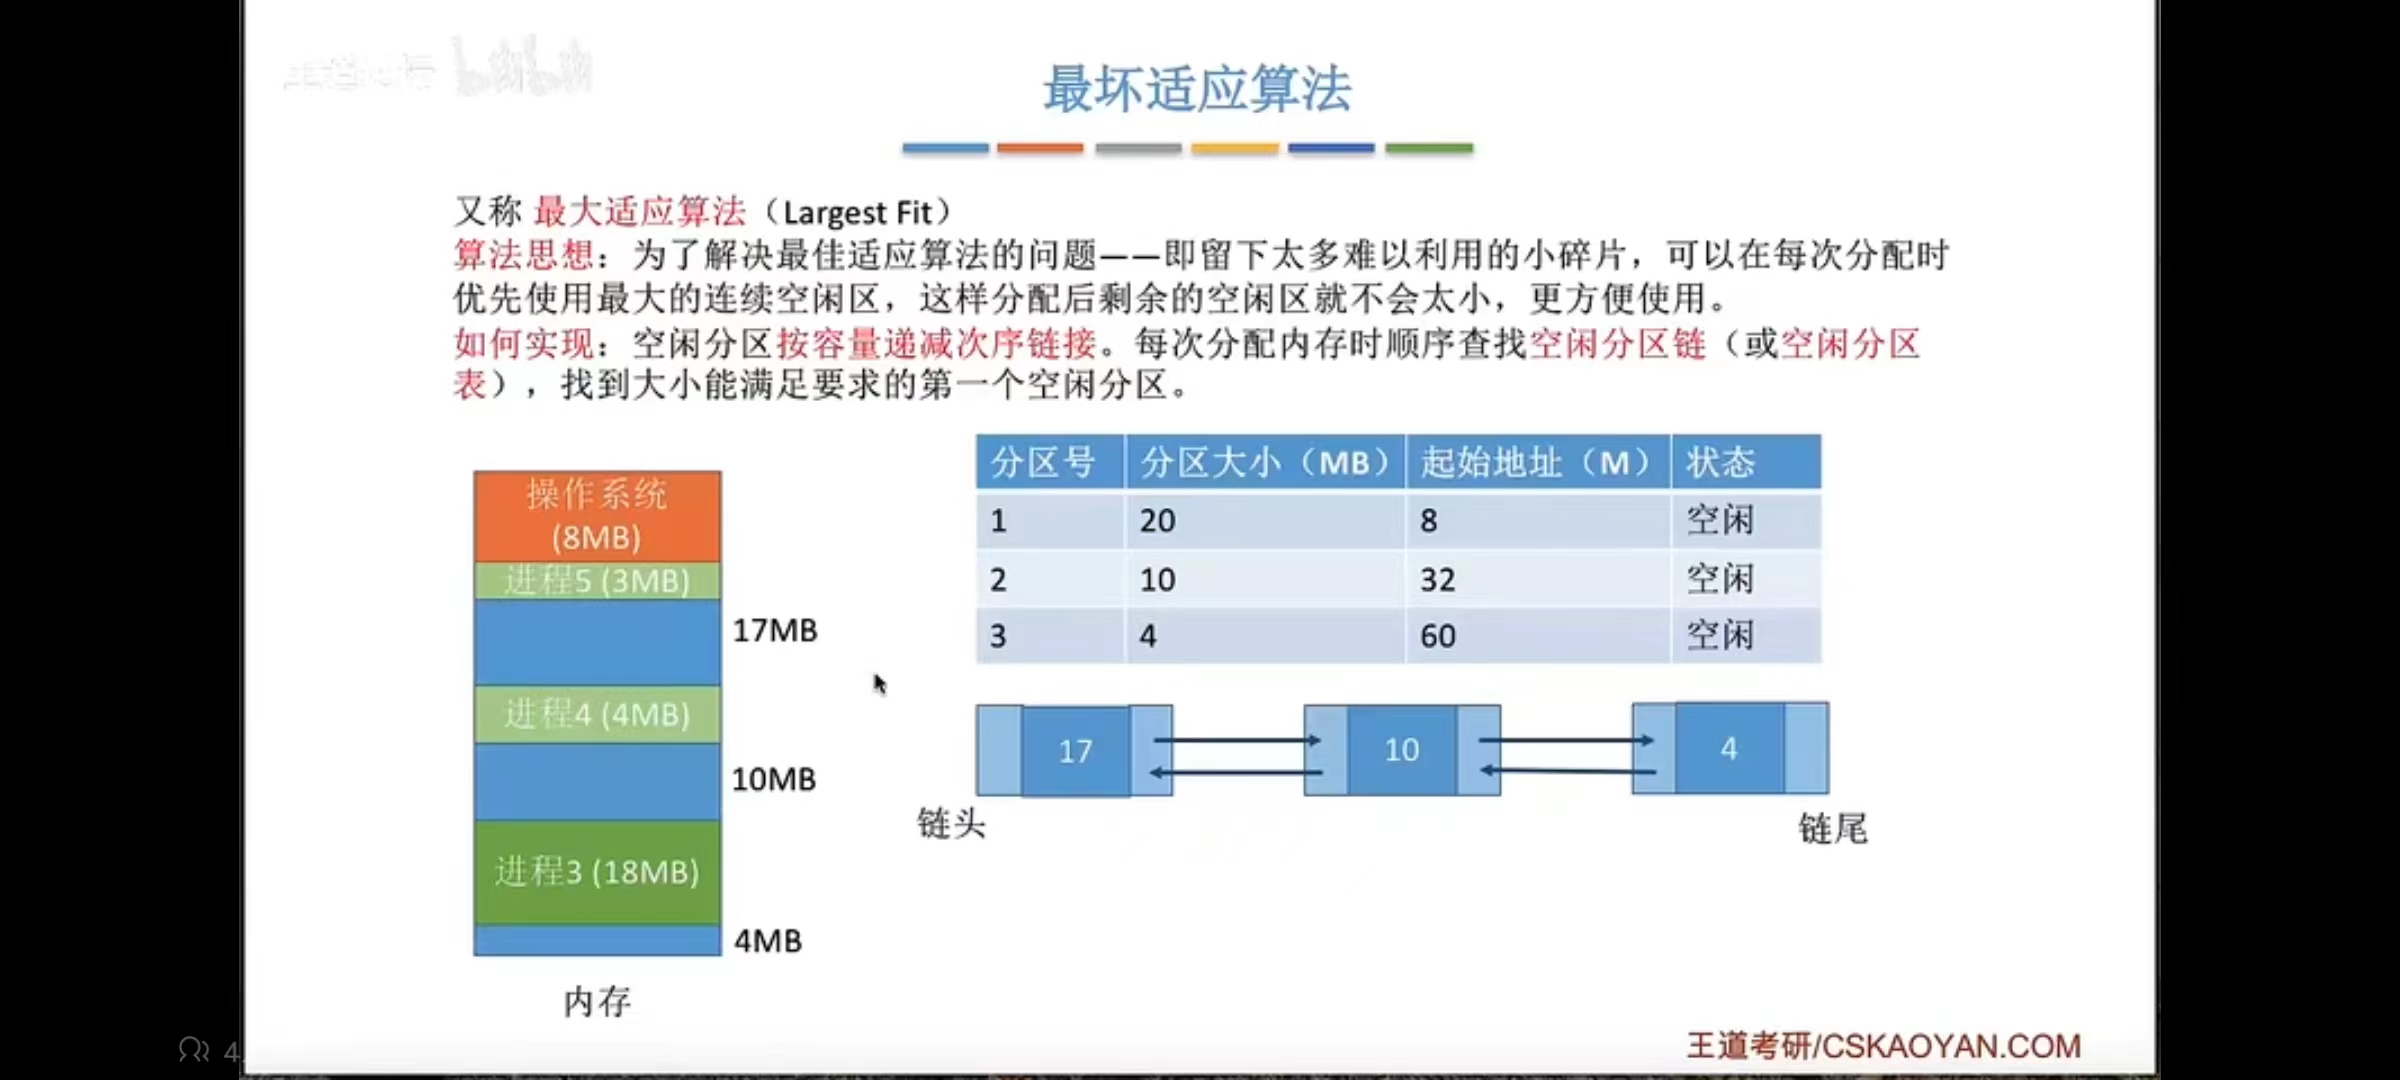 最坏适应算法
又称 最大适应算法（Largest Fit）
算法思想：为了解决最佳适应算法的问题——即留下太多难以利用的小碎片，可以在每次分配时
优先使用最大的连续空闲区，这样分配后剩余的空闲区就不会太小，更方便使用。
如何实现：空闲分区按容量递减次序链接。每次分配内存时顺序查找空闲分区链（或空闲分区
表），找到大小能满足要求的第一个空闲分区。
操作系统
(8MB)
进程5 (3MB)
17MB
进程4 (4MB)
10MB
进程3 (18MB)
4MB
内存
分区号 分区大小（MB） 起始地址（M） 状态
1 20 8 空闲
2 10 32 空闲
3 4 60 空闲
17 10 4
链头 链尾
王道考研/CSKAOYAN.COM